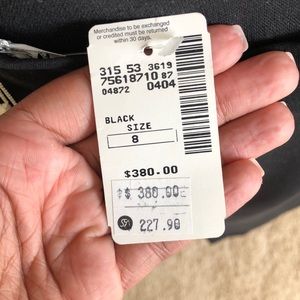 Merchandise to be exchanged
or credited must be returned
within 30 days.
315 53 3619
75618710 87
04872 0404
BLACK
SIZE
8
$380.00
$ 380.00
227.90